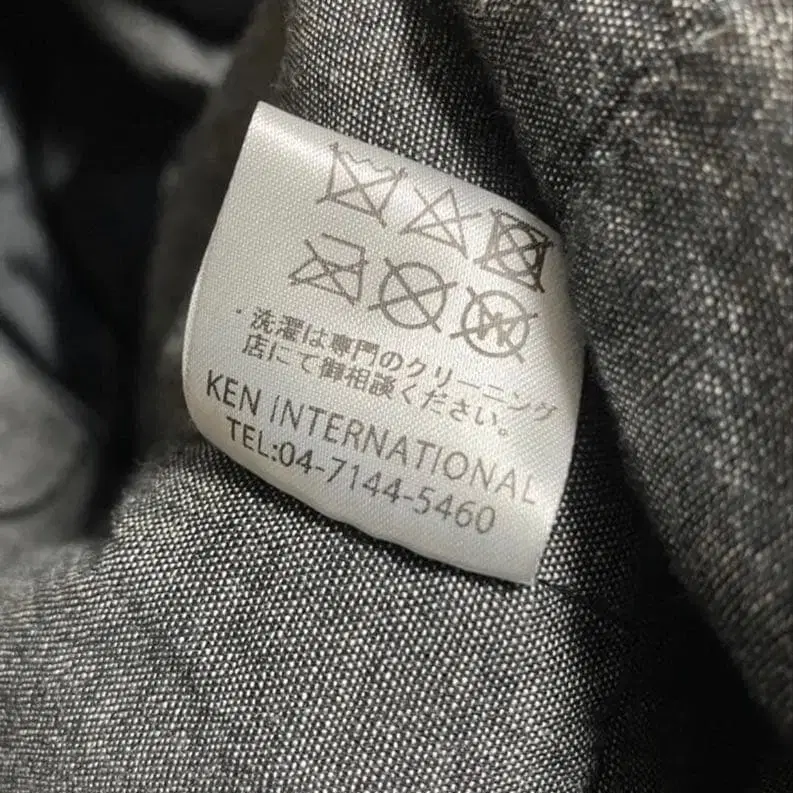 W
・洗濯は専門のクリーニング
店にて御相談ください。
KEN INTERNATIONAL
TEL:04-7144-5460